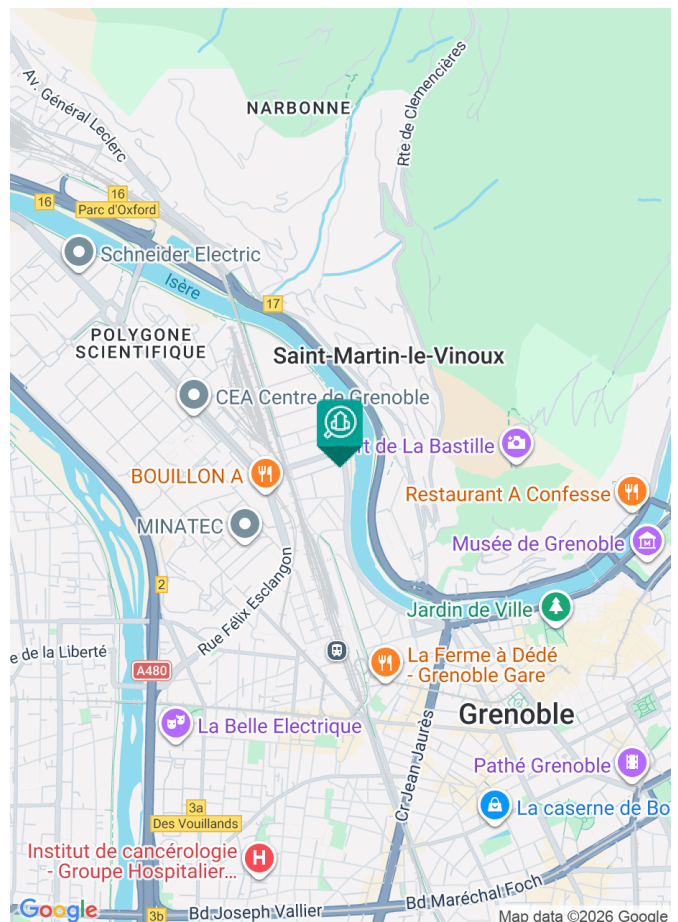 NARBONNE
Av. Général Leclerc
Rte de Clemencières
16
16
Parc d'Oxford
Schneider Electric
Isère
17
POLYGONE
SCIENTIFIQUE
Saint-Martin-le-Vinoux
CEA Centre de Grenoble
rt de La Bastille
BOUILLON A
Restaurant A Confesse
MINATEC
Musée de Grenoble
2
Rue Félix Esclangon
Jardin de Ville
e de la Liberté
A480
La Ferme à Dédé
- Grenoble Gare
Cr Jean Jaurès
Grenoble
La Belle Electrique
Pathé Grenoble
3a
Des Vouillands
La caserne de Bo
Institut de cancérologie
- Groupe Hospitalier...
H
Bd Maréchal Foch
Google
3b
Bd Joseph Vallier
Map data ©2026 Google